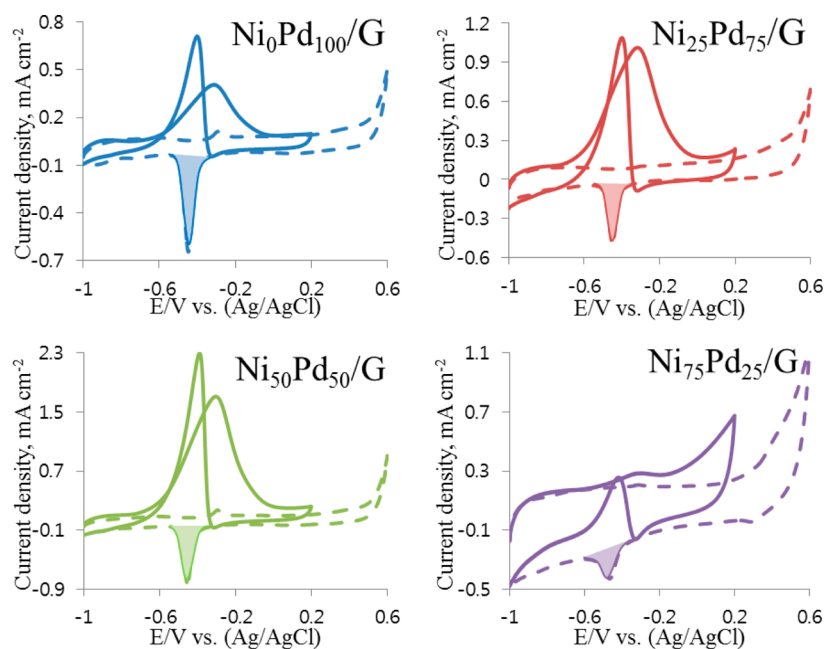 Ni0Pd100/G
Current density, mA cm-2
0.8
0.5
0.2
-0.1
-0.4
-0.7
-1 -0.6 -0.2 0.2 0.6
E/V vs. (Ag/AgCl)
Ni25Pd75/G
Current density, mA cm-2
1.2
0.9
0.6
0.3
0
-0.3
-0.6
-1 -0.6 -0.2 0.2 0.6
E/V vs. (Ag/AgCl)
Ni50Pd50/G
Current density, mA cm-2
2.3
1.5
0.7
-0.1
-0.9
-1 -0.6 -0.2 0.2 0.6
E/V vs. (Ag/AgCl)
Ni75Pd25/G
Current density, mA cm-2
1.1
0.7
0.3
-0.1
-0.5
-1 -0.6 -0.2 0.2 0.6
E/V vs. (Ag/AgCl)